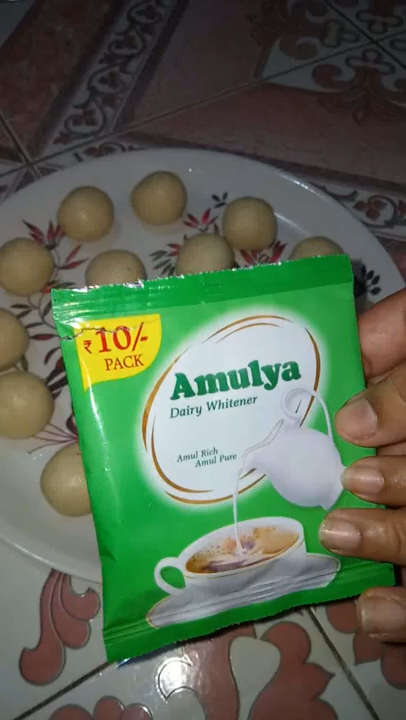 ₹10/-
PACK
Amulya
Dairy Whitener
Amul Rich
Amul Pure